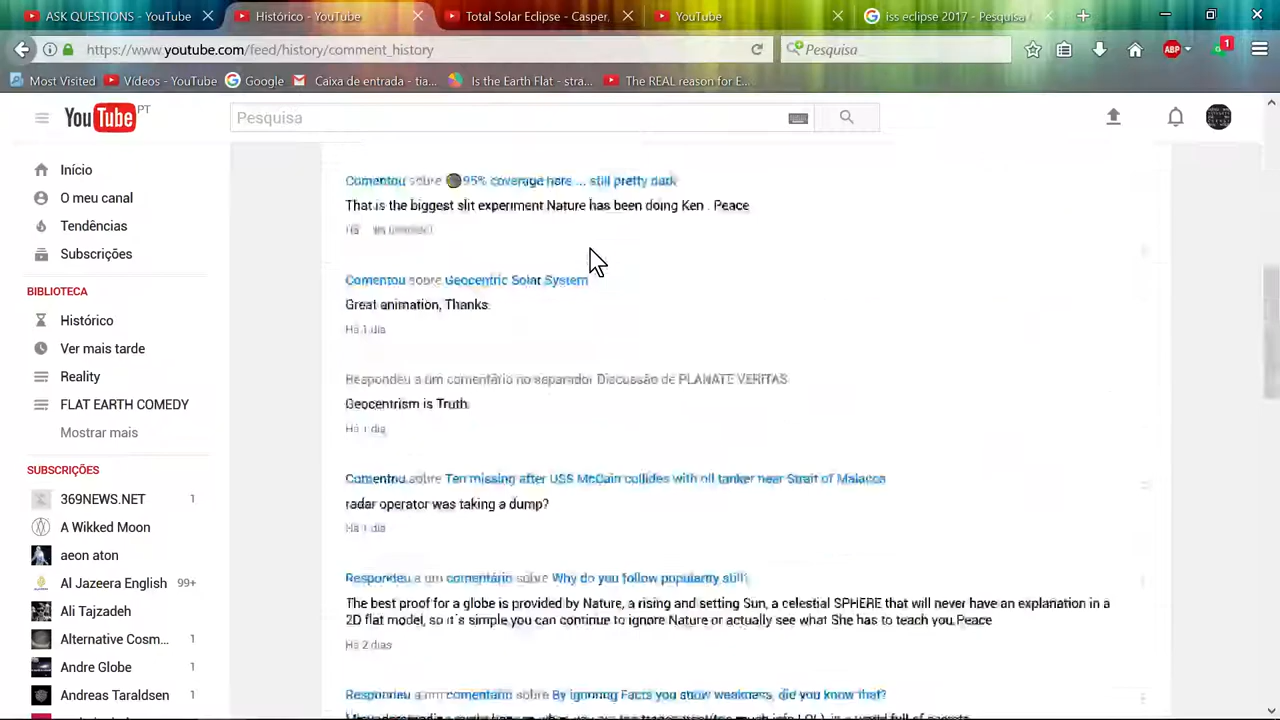 ASK QUESTIONS - YouTube
Histórico - YouTube
Total Solar Eclipse - Casper,
YouTube
iss eclipse 2017 - Pesquisa
https://www.youtube.com/feed/history/comment_history
Pesquisa
ABP
1
Most Visited
Vídeos - YouTube
Google
Caixa de entrada - tia...
Is the Earth Flat - stra...
The REAL reason for E...
YouTube PT
Pesquisa
Início
O meu canal
Tendências
Subscrições
BIBLIOTECA
Histórico
Ver mais tarde
Reality
FLAT EARTH COMEDY
Mostrar mais
SUBSCRIÇÕES
369NEWS.NET 1
A Wikked Moon
aeon aton
Al Jazeera English 99+
Ali Tajzadeh
Alternative Cosm... 1
Andre Globe 1
Andreas Taraldsen 1
Comentou sobre 95% coverage here ... still pretty dark
That is the biggest slit experiment Nature has been doing Ken . Peace
Comentou sobre Geocentric Solar System
Great animation, Thanks.
Há 1 dia
Respondeu a um comentário no separador Discussão de PLANATE VERITAS
Geocentrism is Truth
Há 1 dia
Comentou sobre Ten missing after USS McCain collides with oil tanker near Strait of Malacca
radar operator was taking a dump?
Há 1 dia
Respondeu a um comentário sobre Why do you follow popularity still?
The best proof for a globe is provided by Nature, a rising and setting Sun, a celestial SPHERE that will never have an explanation in a
2D flat model, so it´s simple you can continue to ignore Nature or actually see what She has to teach you.Peace
Há 2 dias
Respondeu a um comentário sobre By ignoring Facts you show weakness, did you know that?